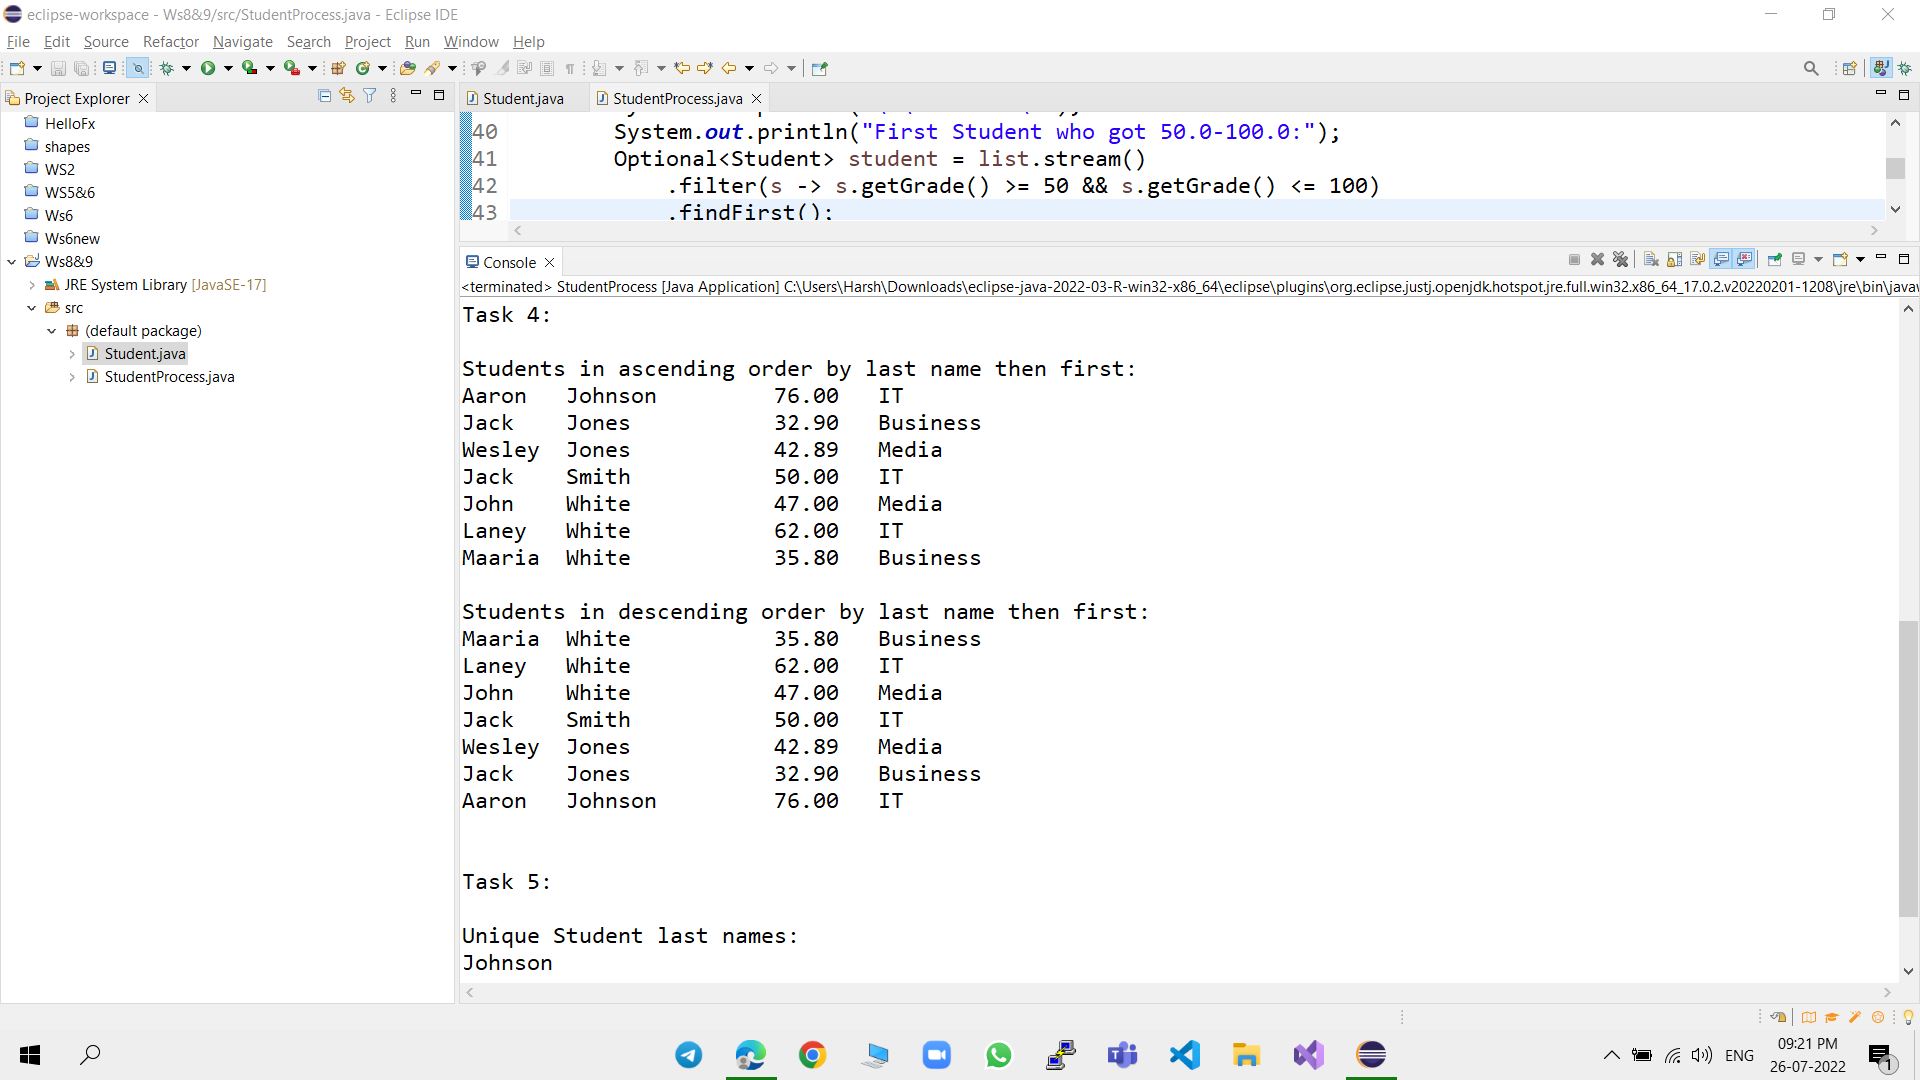 eclipse-workspace - Ws8&9/src/StudentProcess.java - Eclipse IDE
File Edit Source Refactor Navigate Search Project Run Window Help
Project Explorer
HelloFx
shapes
WS2
WS5&6
Ws6
Ws6new
Ws8&9
JRE System Library [JavaSE-17]
src
(default package)
Student.java
StudentProcess.java
Student.java StudentProcess.java
40 System.out.println("First Student who got 50.0-100.0:");
41 Optional<Student> student = list.stream()
42 .filter(s -> s.getGrade() >= 50 && s.getGrade() <= 100)
43 .findFirst();
Console
<terminated> StudentProcess [Java Application] C:\Users\Harsh\Downloads\eclipse-java-2022-03-R-win32-x86_64\eclipse\plugins\org.eclipse.justj.openjdk.hotspot.jre.full.win32.x86_64_17.0.2.v20220201-1208\jre\bin\javaw
Task 4:
Students in ascending order by last name then first:
Aaron Johnson 76.00 IT
Jack Jones 32.90 Business
Wesley Jones 42.89 Media
Jack Smith 50.00 IT
John White 47.00 Media
Laney White 62.00 IT
Maaria White 35.80 Business
Students in descending order by last name then first:
Maaria White 35.80 Business
Laney White 62.00 IT
John White 47.00 Media
Jack Smith 50.00 IT
Wesley Jones 42.89 Media
Jack Jones 32.90 Business
Aaron Johnson 76.00 IT
Task 5:
Unique Student last names:
Johnson
ENG
09:21 PM
26-07-2022
1